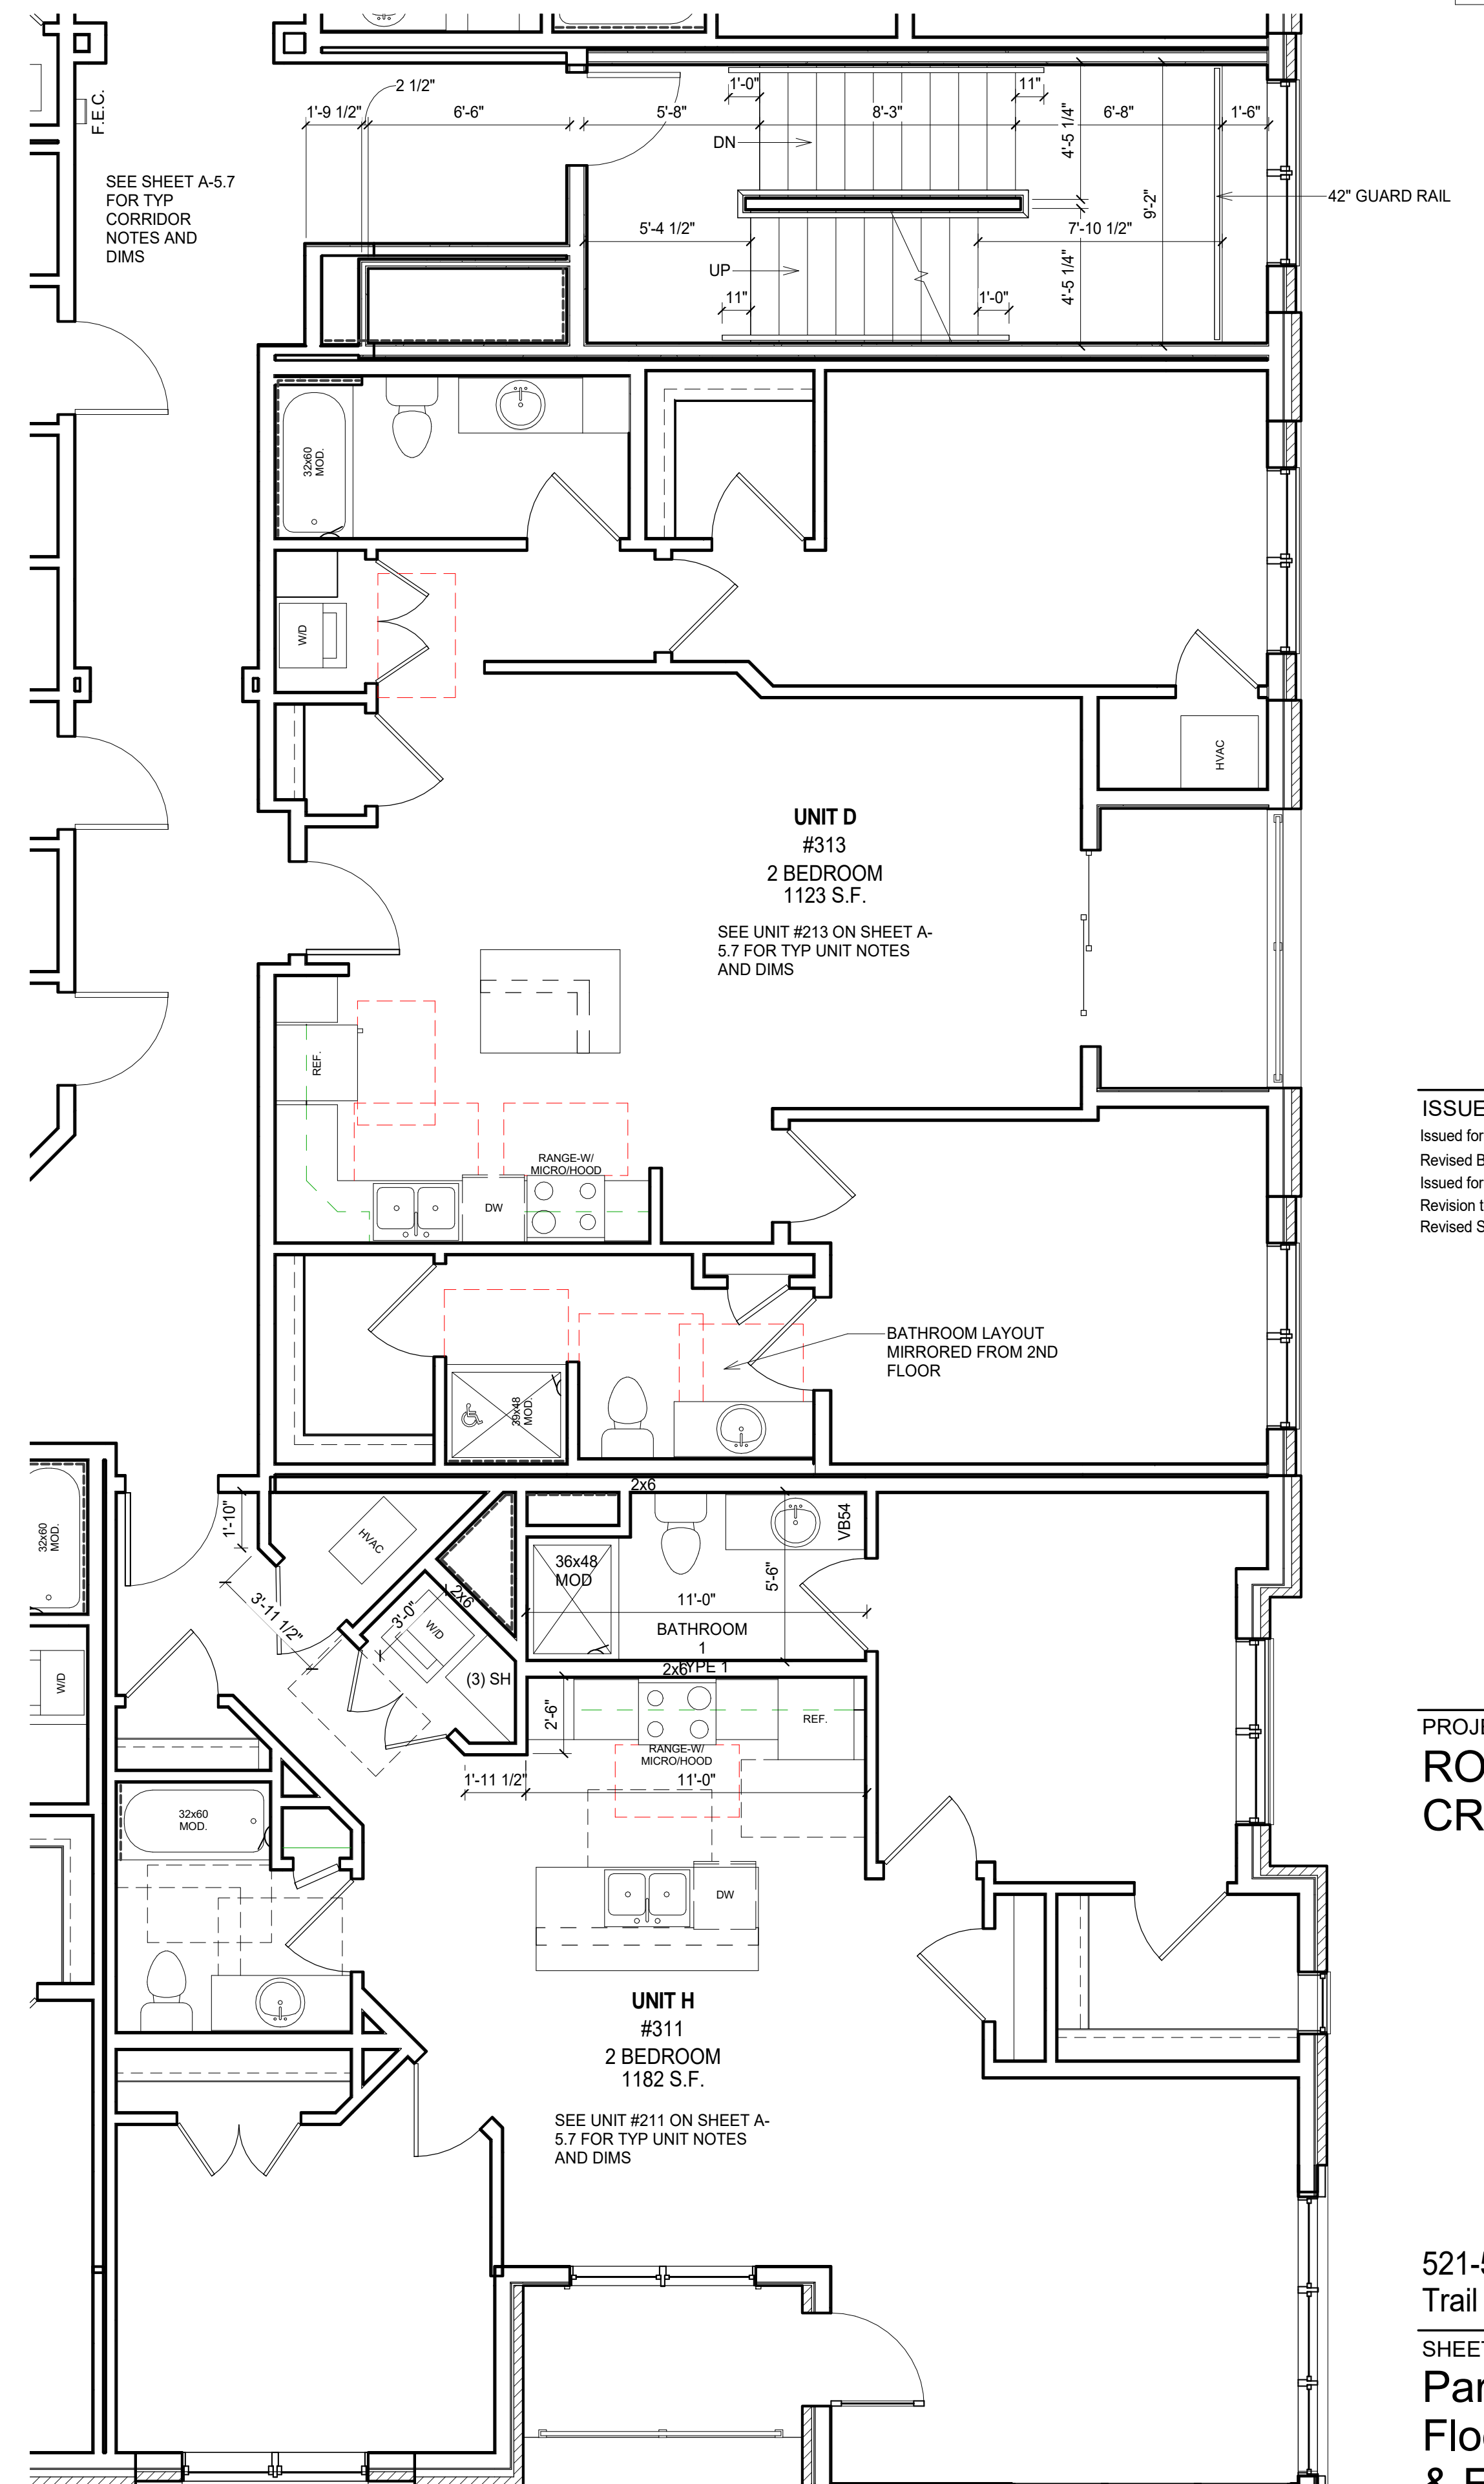 F.E.C.
SEE SHEET A-5.7
FOR TYP
CORRIDOR
NOTES AND
DIMS
2 1/2"
1'-9 1/2"
6'-6"
5'-8"
1'-0"
8'-3"
11"
6'-8"
1'-6"
DN
4'-5 1/4"
9'-2"
42" GUARD RAIL
5'-4 1/2"
7'-10 1/2"
UP
4'-5 1/4"
11"
1'-0"
32x60
MOD.
W/D
HVAC
UNIT D
#313
2 BEDROOM
1123 S.F.
SEE UNIT #213 ON SHEET A-
5.7 FOR TYP UNIT NOTES
AND DIMS
REF.
RANGE-W/
MICRO/HOOD
DW
BATHROOM LAYOUT
MIRRORED FROM 2ND
FLOOR
39x48
MOD.
2x6
32x60
MOD.
1'-10"
HVAC
3'-11 1/2"
3'-0"
2x6
W/D
(3) SH
36x48
MOD
VB54
5'-6"
11'-0"
BATHROOM
1
TYPE 1
2x6
W/D
2'-6"
REF.
RANGE-W/
MICRO/HOOD
1'-11 1/2"
11'-0"
32x60
MOD.
DW
UNIT H
#311
2 BEDROOM
1182 S.F.
SEE UNIT #211 ON SHEET A-
5.7 FOR TYP UNIT NOTES
AND DIMS
ISSUE
Issued for
Revised B
Issued for
Revision t
Revised S
PROJE
RO
CR
521-5
Trail
SHEET
Par
Floo